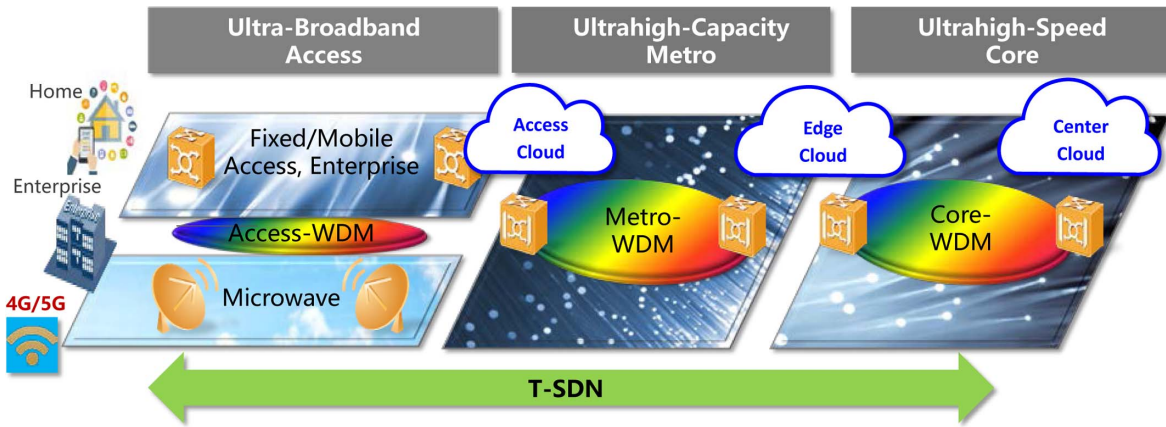 Ultra-Broadband
Access
Ultrahigh-Capacity
Metro
Ultrahigh-Speed
Core
Home
Enterprise
Enterprise
4G/5G
Fixed/Mobile
Access, Enterprise
Access-WDM
Microwave
Access
Cloud
Metro-
WDM
Edge
Cloud
Core-
WDM
Center
Cloud
T-SDN